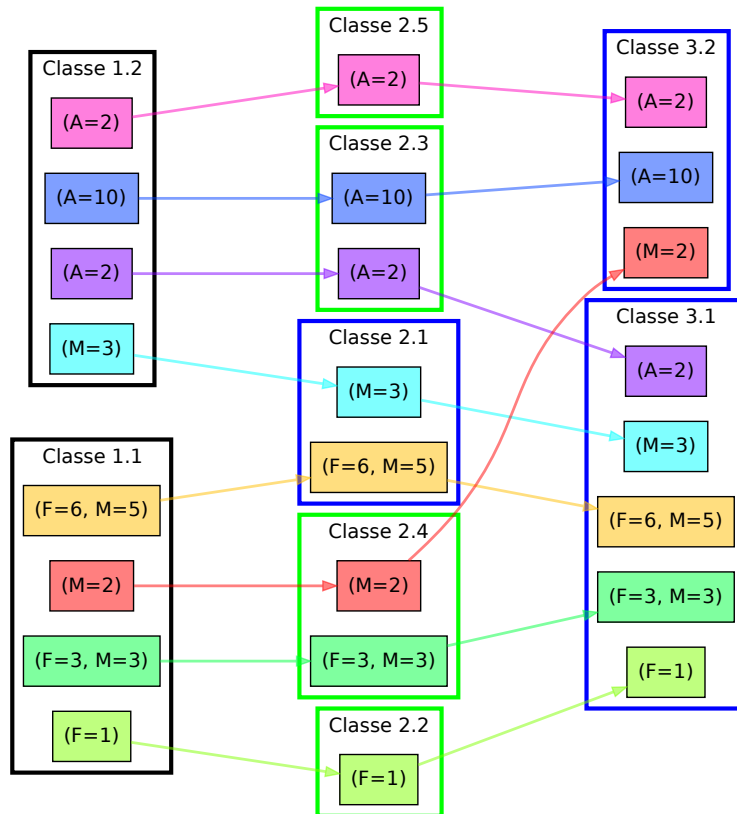 Classe 1.2
(A=2)
(A=10)
(A=2)
(M=3)
Classe 1.1
(F=6, M=5)
(M=2)
(F=3, M=3)
(F=1)
Classe 2.5
(A=2)
Classe 2.3
(A=10)
(A=2)
Classe 2.1
(M=3)
(F=6, M=5)
Classe 2.4
(M=2)
(F=3, M=3)
Classe 2.2
(F=1)
Classe 3.2
(A=2)
(A=10)
(M=2)
Classe 3.1
(A=2)
(M=3)
(F=6, M=5)
(F=3, M=3)
(F=1)